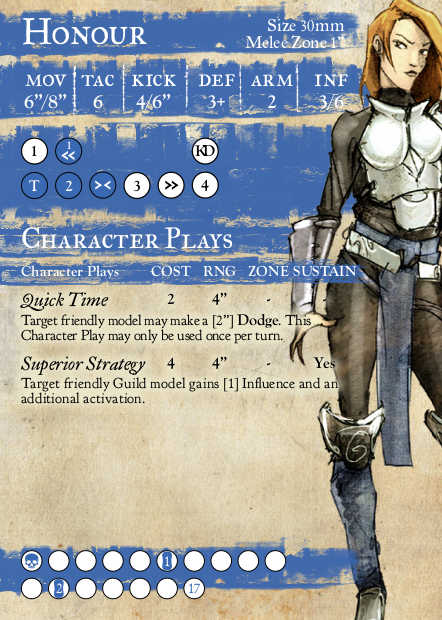 Honour
Size 30mm
Melee Zone 1"
MOV TAC KICK DEF ARM INF
6"/8" 6 4/6" 3+ 2 3/6
1 1 << KD
T 2 >< 3 >> 4
Character Plays
Character Plays COST RNG ZONE SUSTAIN
Quick Time 2 4" - -
Target friendly model may make a [2"] Dodge. This
Character Play may only be used once per turn.
Superior Strategy 4 4" - Yes
Target friendly Guild model gains [1] Influence and an
additional activation.
1
2 17